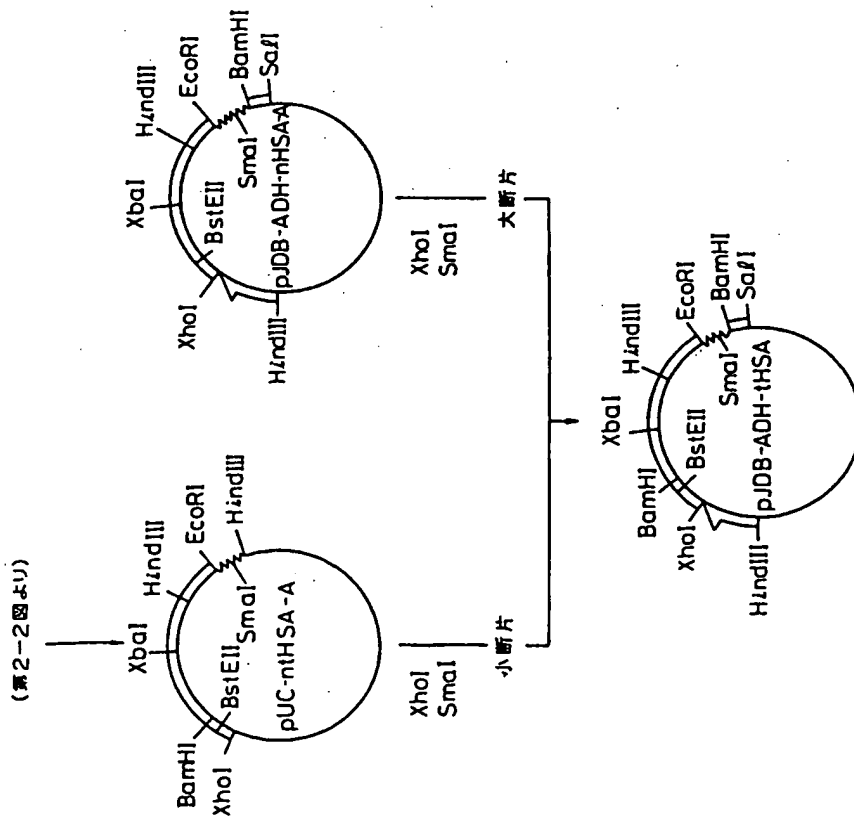 (第2-2図より)
XbaI
HindIII
EcoRI
HindIII
SmaI
BstEII
BamHI
XhoI
pUC-ntHSA-A
XhoI
SmaI
小断片
XbaI
HindIII
EcoRI
BamHI
SalI
SmaI
BstEII
XhoI
HindIII
pJDB-ADH-nHSA-A
XhoI
SmaI
大断片
XbaI
HindIII
EcoRI
BamHI
SalI
SmaI
BstEII
BamHI
XhoI
HindIII
pJDB-ADH-tHSA